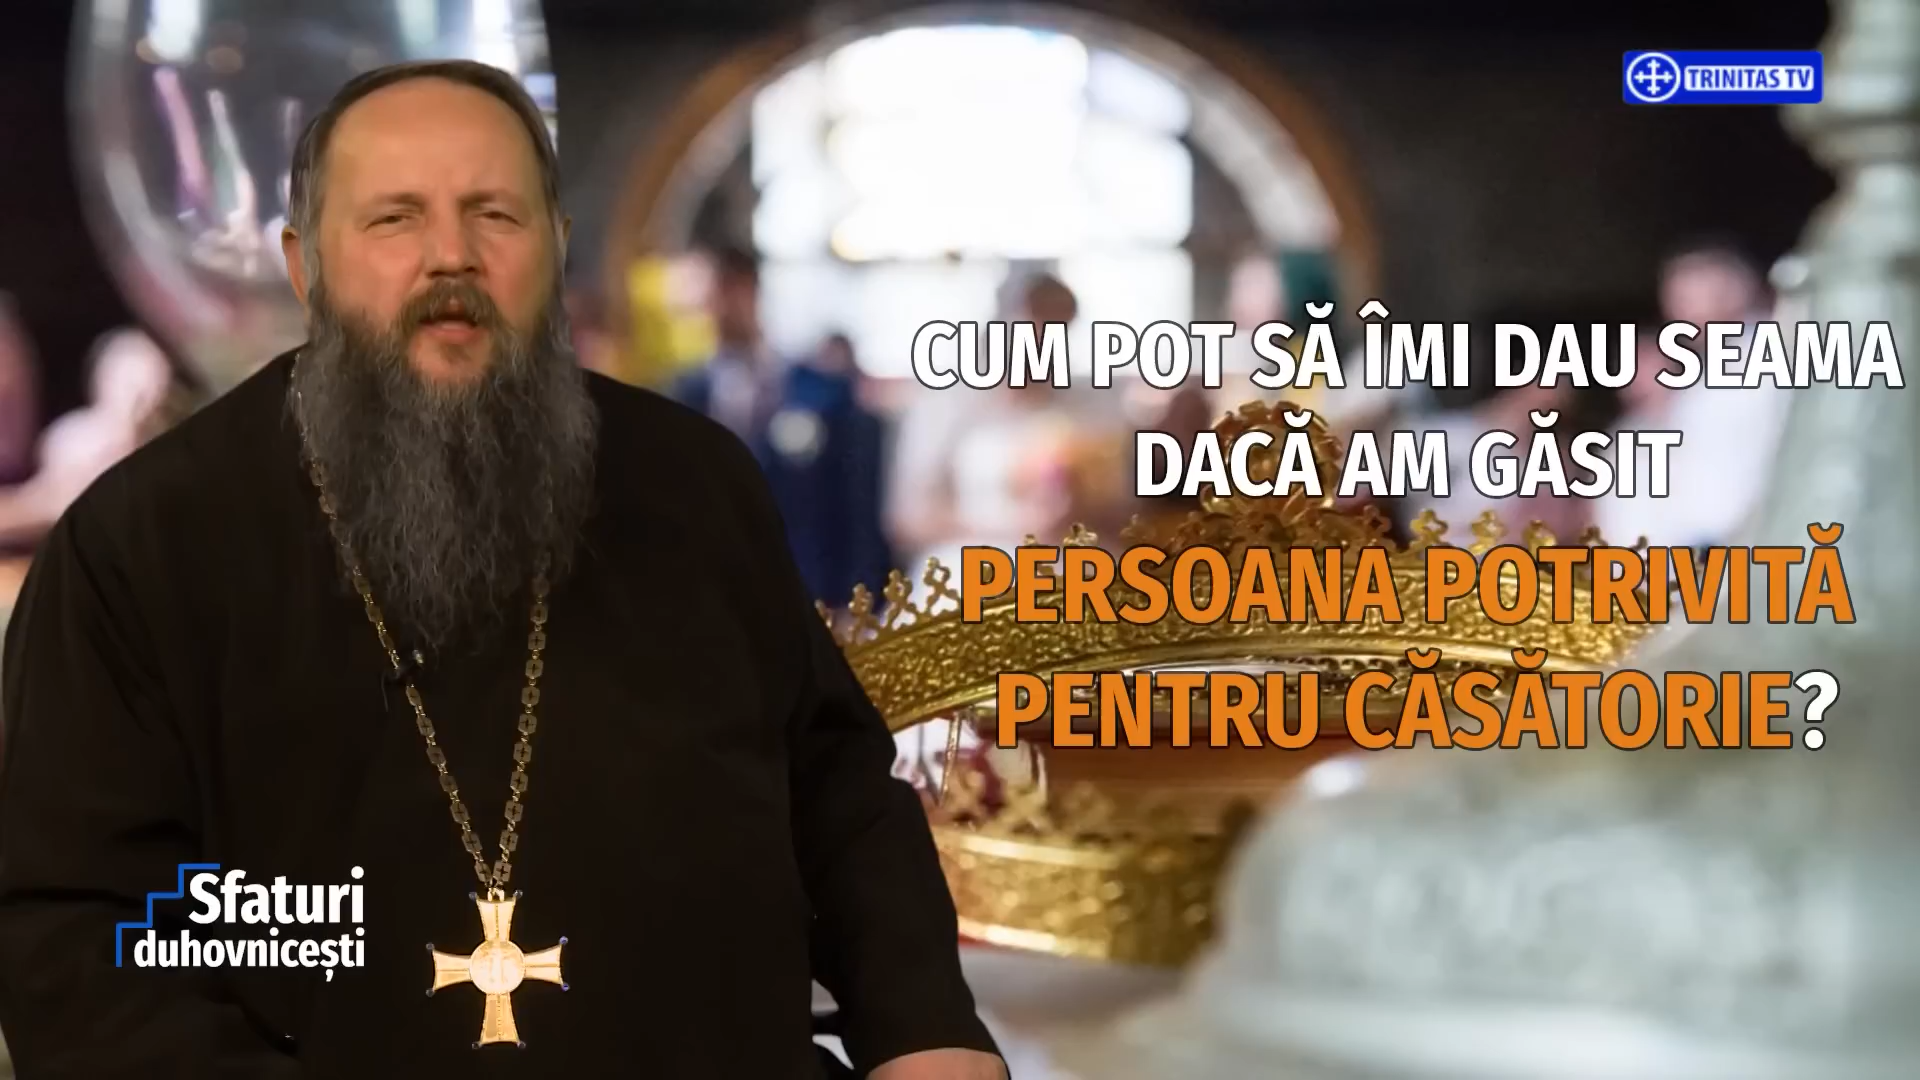 TRINITAS TV
CUM POT SĂ ÎMI DAU SEAMA
DACĂ AM GĂSIT
PERSOANA POTRIVITĂ
PENTRU CĂSĂTORIE?
Sfaturi
duhovnicești